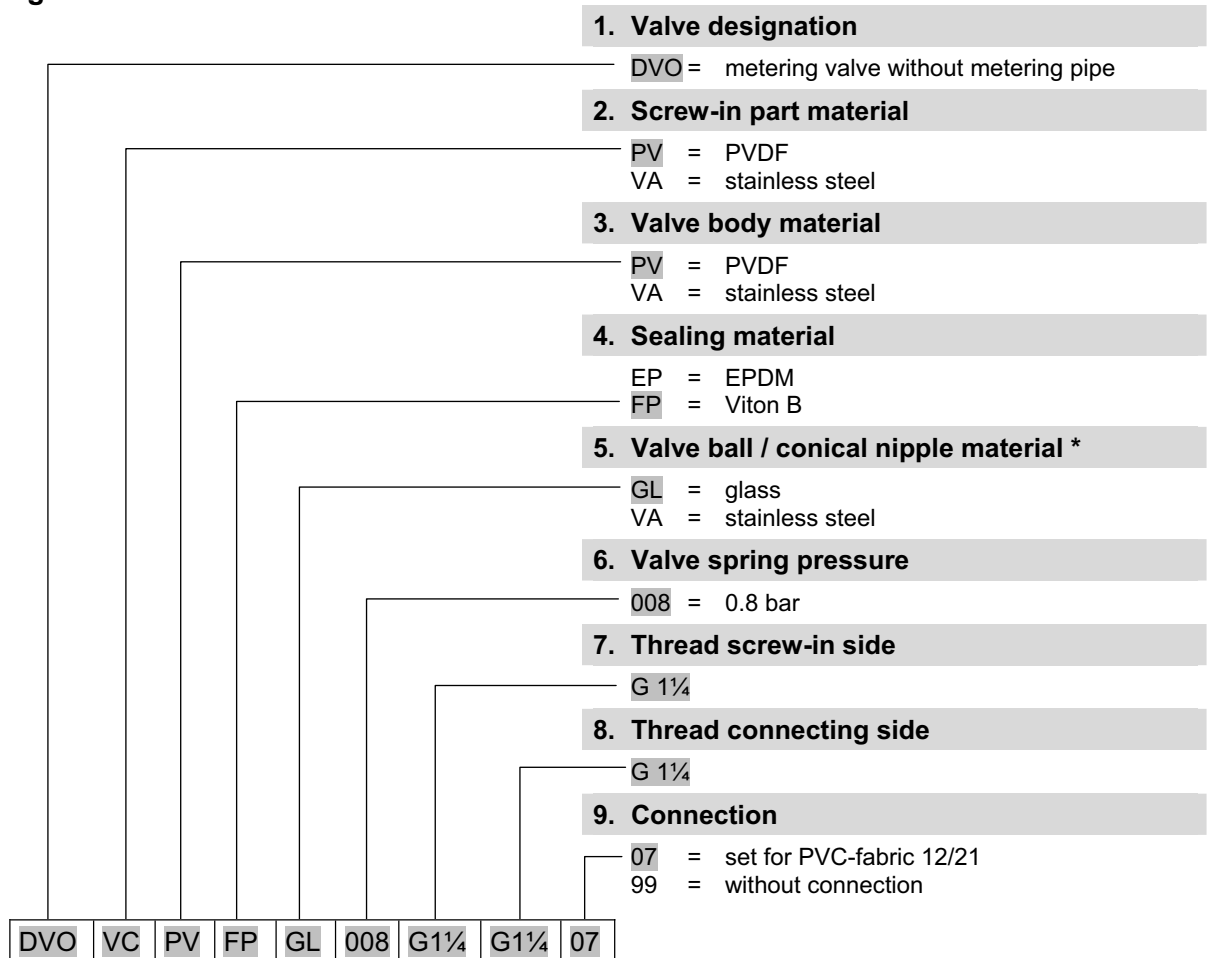 1. Valve designation
DVO = metering valve without metering pipe
2. Screw-in part material
PV = PVDF
VA = stainless steel
3. Valve body material
PV = PVDF
VA = stainless steel
4. Sealing material
EP = EPDM
FP = Viton B
5. Valve ball / conical nipple material *
GL = glass
VA = stainless steel
6. Valve spring pressure
008 = 0.8 bar
7. Thread screw-in side
G 1¼
8. Thread connecting side
G 1¼
9. Connection
07 = set for PVC-fabric 12/21
99 = without connection
DVO VC PV FP GL 008 G1¼ G1¼ 07